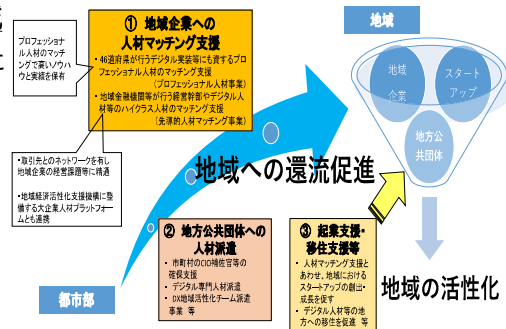 ① 地域企業への
人材マッチング支援
・46道府県が行うデジタル実装等にも資するプロ
フェッショナル人材のマッチング支援
(プロフェッショナル人材事業)
・地域金融機関等が行う経営幹部やデジタル人
材等のハイクラス人材のマッチング支援
(先導的人材マッチング事業)
プロフェッショナ
ル人材のマッチ
ングで高いノウハ
ウと実績を保有
に
・取引先とのネットワークを有し
地域企業の経営課題等に精通
・地域経済活性化支援機構に整
備する大企業人材プラットフォー
ムとも連携
地域
地域
企業
スタート
アップ
地方公
共団体
地域への還流促進
② 地方公共団体への
人材派遣
・ 市町村のCIO補佐官等の
確保支援
・ デジタル専門人材派遣
・ DX地域活性化チーム派遣
事業 等
③ 起業支援・
移住支援等
・ 人材マッチング支援と
あわせ、地域における
スタートアップの創出・
成長を促す
・ デジタル人材等の地
方への移住を促進 等
都市部
地域の活性化